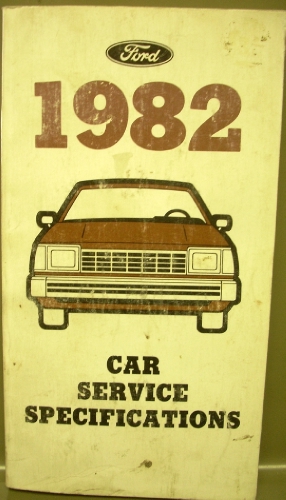 Ford
1982
CAR
SERVICE
SPECIFICATIONS